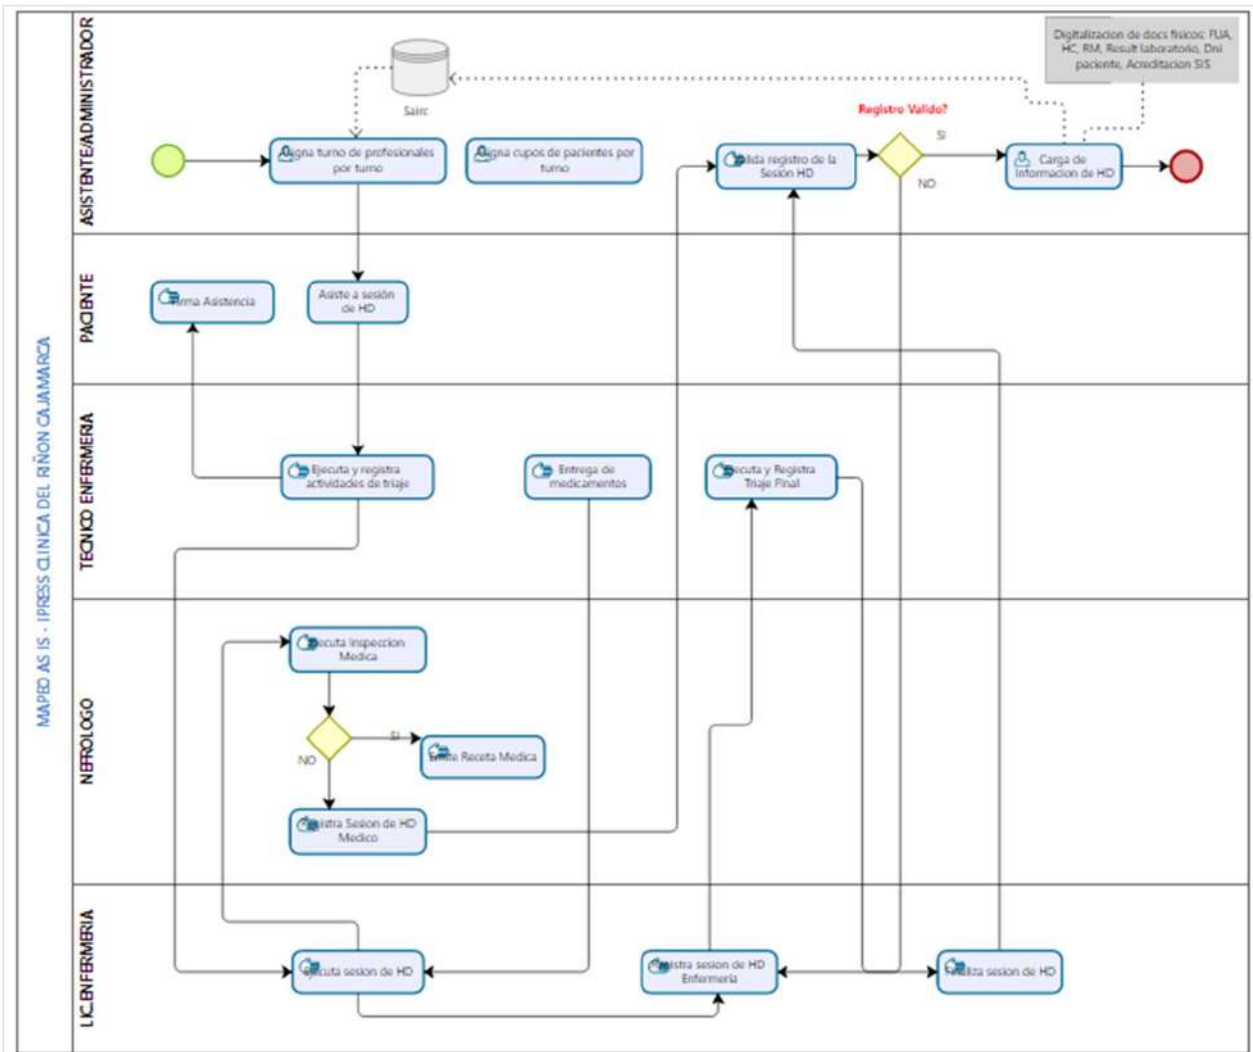 MAPEO AS IS - IPRESS CLINICA DEL RIÑON CAJAMARCA
ASISTENTE/ADMINISTRADOR
Digitalizacion de docs fisicos: FUA,
HC, RM, Result laboratorio, Dni
paciente, Acreditacion SIS
Sairc
Registro Valido?
SI
NO
Asigna turno de profesionales
por turno
Asigna cupos de pacientes por
turno
Valida registro de la
Sesión HD
Carga de
Informacion de HD
PACIENTE
Firma Asistencia
Asiste a sesión
de HD
TECNICO ENFERMERIA
Ejecuta y registra
actividades de triaje
Entrega de
medicamentos
Ejecuta y Registra
Triaje Final
NEFROLOGO
Ejecuta Inspeccion
Medica
SI
NO
Emite Receta Medica
Registra Sesion de HD
Medico
LIC.ENFERMERIA
Ejecuta sesion de HD
Registra sesion de HD
Enfermeria
Finaliza sesion de HD